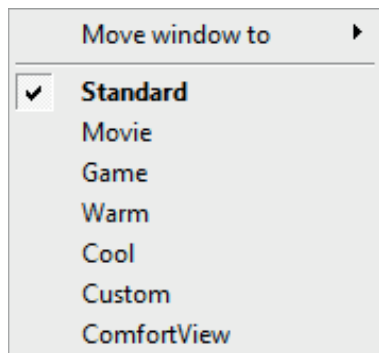 Move window to
Standard
Movie
Game
Warm
Cool
Custom
ComfortView